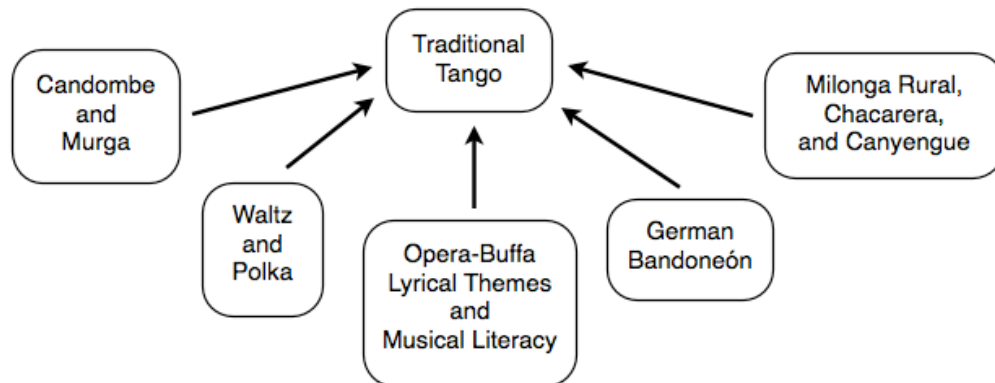 Traditional
Tango
Candombe
and
Murga
Milonga Rural,
Chacarera,
and Canyengue
Waltz
and
Polka
Opera-Buffa
Lyrical Themes
and
Musical Literacy
German
Bandoneón